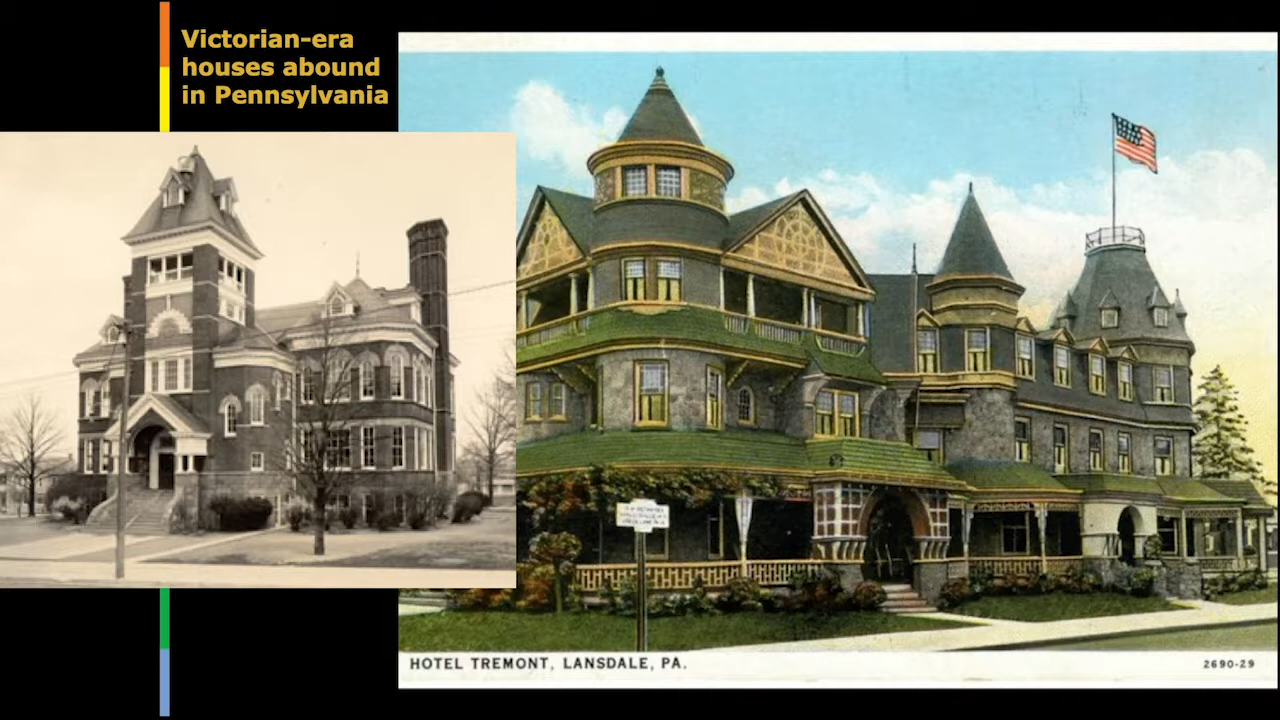 Victorian-era
houses abound
in Pennsylvania
HOTEL TREMONT, LANSDALE, PA.
2690-29